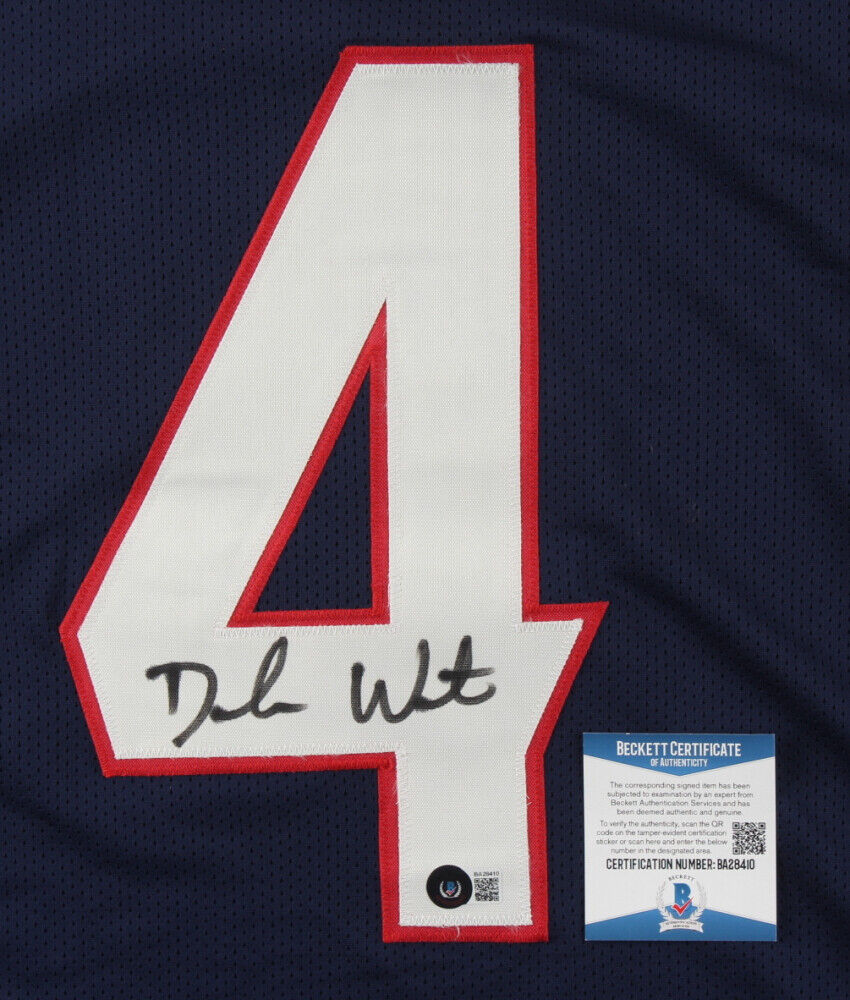 4
BA28410
BECKETT CERTIFICATE
OF AUTHENTICITY
The corresponding signed item has been
subjected to examination by an expert from
Beckett Authentication Services and has
been deemed authentic and genuine.
To verify the authenticity, scan the QR
code on the tamper-evident certification
sticker or scan here and enter the below
number in the designated area.
CERTIFICATION NUMBER: BA28410
BECKETT
B